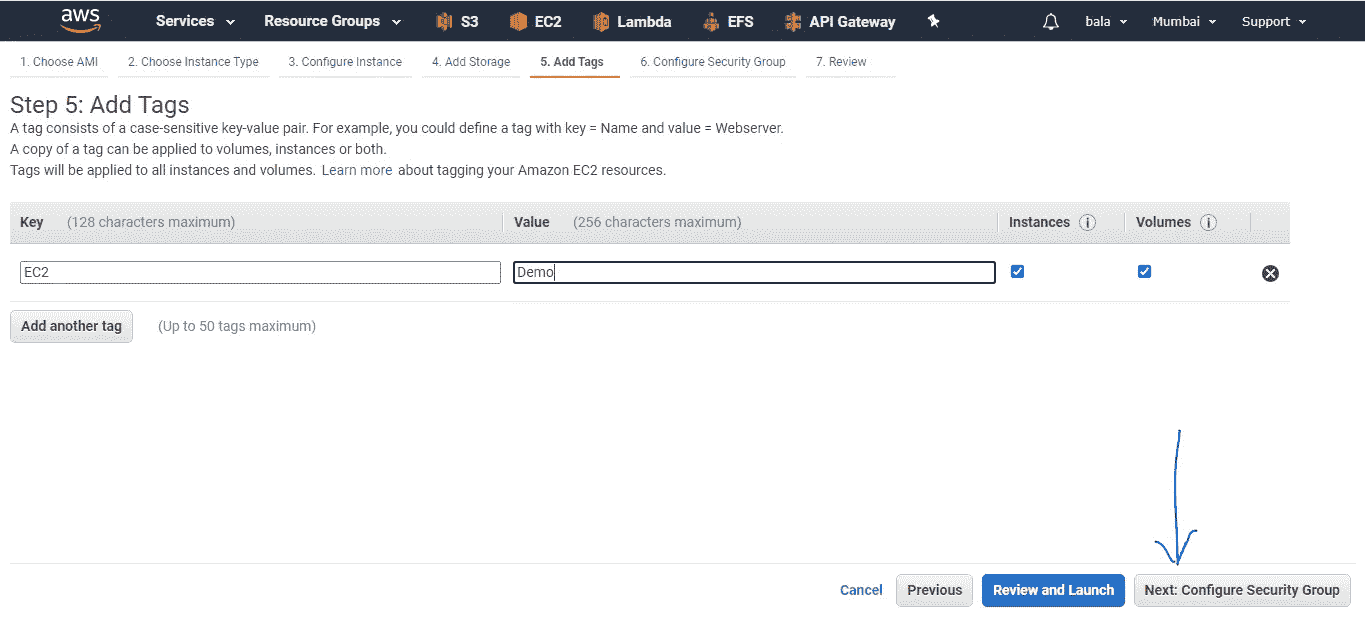 aws Services Resource Groups S3 EC2 Lambda EFS API Gateway bala Mumbai Support
1. Choose AMI 2. Choose Instance Type 3. Configure Instance 4. Add Storage 5. Add Tags 6. Configure Security Group 7. Review
Step 5: Add Tags
A tag consists of a case-sensitive key-value pair. For example, you could define a tag with key = Name and value = Webserver.
A copy of a tag can be applied to volumes, instances or both.
Tags will be applied to all instances and volumes. Learn more about tagging your Amazon EC2 resources.
Key (128 characters maximum) Value (256 characters maximum) Instances i Volumes i
EC2 Demo
Add another tag (Up to 50 tags maximum)
Cancel Previous Review and Launch Next: Configure Security Group